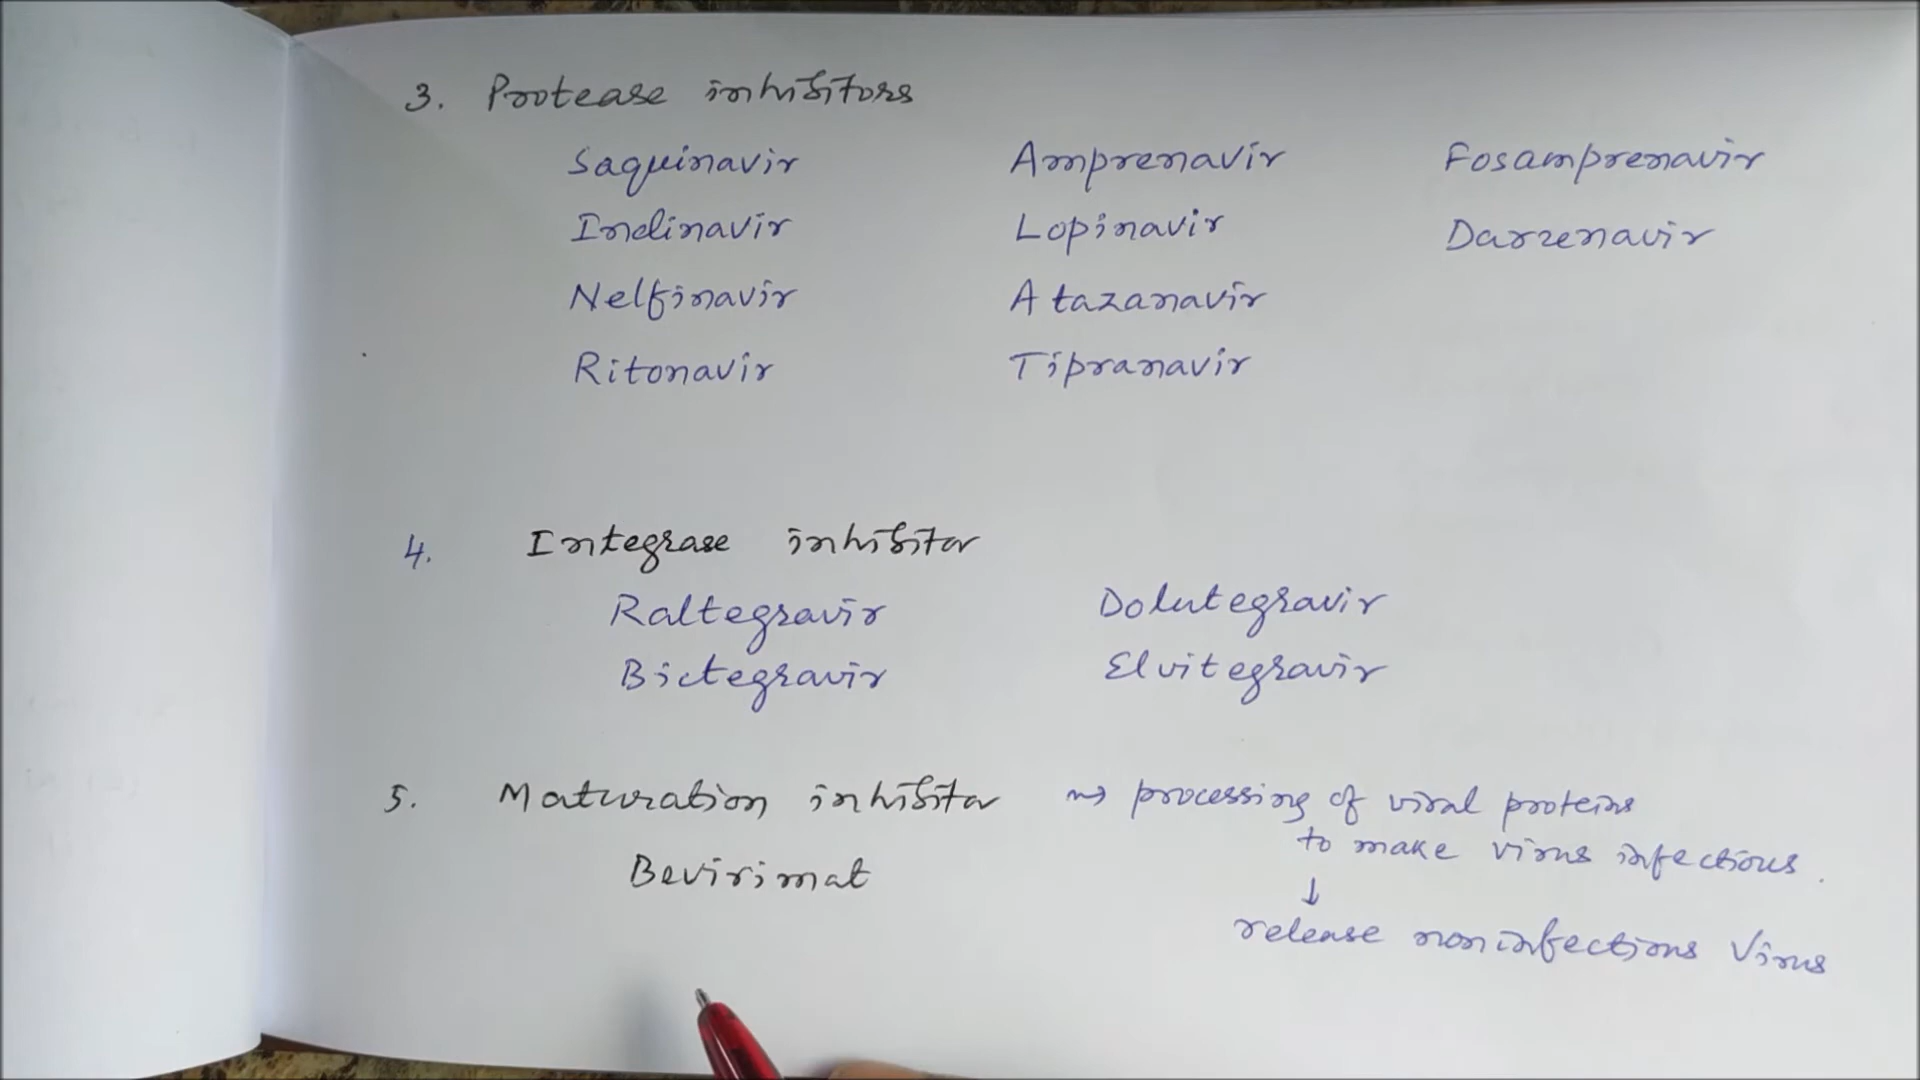 3. Protease inhibitors
Saquinavir Amprenavir Fosamprenavir
Indinavir Lopinavir Darrenavir
Nelfinavir Atazanavir
Ritonavir Tipranavir
4. Integrase inhibitor
Raltegravir Dolutegravir
Bictegravir Elvitegravir
5. Maturation inhibitor → processing of viral proteins
to make virus infectious.
↓
Bevirimat
release noninfectious Virus